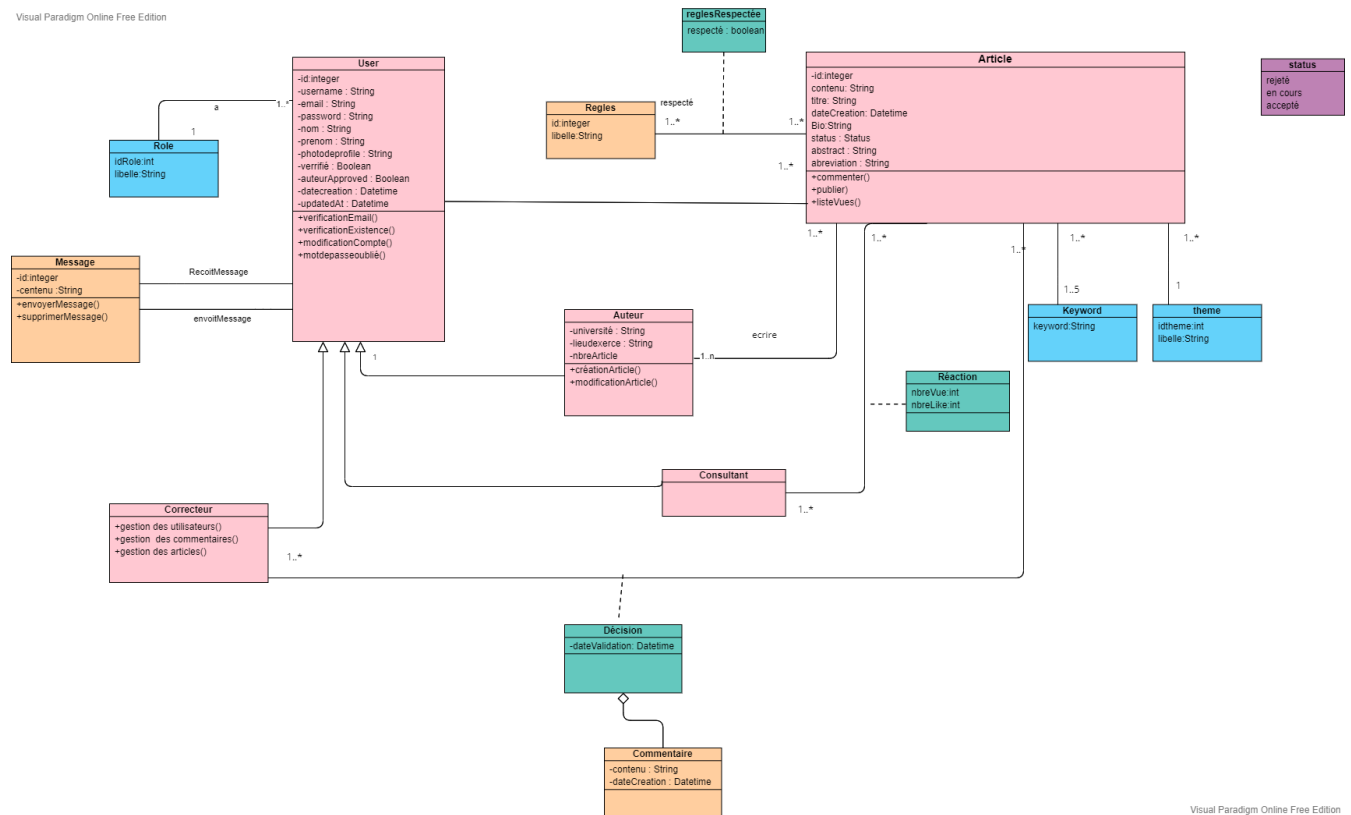 Visual Paradigm Online Free Edition
reglesRespectée
respecté : boolean
User
-id:integer
-username : String
-email : String
-password : String
-nom : String
-prenom : String
-photodeprofile : String
-verrifié : Boolean
-auteurApproved : Boolean
-datecreation : Datetime
-updatedAt : Datetime
+verificationEmail()
+verificationExistence()
+modificationCompte()
+motdepasseoublié()
Article
-id:integer
contenu: String
titre: String
dateCreation: Datetime
Bio:String
status : Status
abstract : String
abreviation : String
+commenter()
+publier)
+listeVues()
status
rejeté
en cours
accepté
a
1..*
1
Role
idRole:int
libelle:String
Regles
id:integer
libelle:String
respecté
1..*
1..*
1..*
Message
-id:integer
-centenu :String
+envoyerMessage()
+supprimerMessage()
RecoitMessage
envoitMessage
1..*
1..*
1..*
1..*
1..*
1..5
1
Keyword
keyword:String
theme
idtheme:int
libelle:String
Auteur
-université : String
-lieudexerce : String
-nbreArticle
+créationArticle()
+modificationArticle()
ecrire
1..n
1
Réaction
nbreVue:int
nbreLike:int
Consultant
1..*
Correcteur
+gestion des utilisateurs()
+gestion des commentaires()
+gestion des articles()
1..*
Décision
-dateValidation: Datetime
Commentaire
-contenu : String
-dateCreation : Datetime
Visual Paradigm Online Free Edition